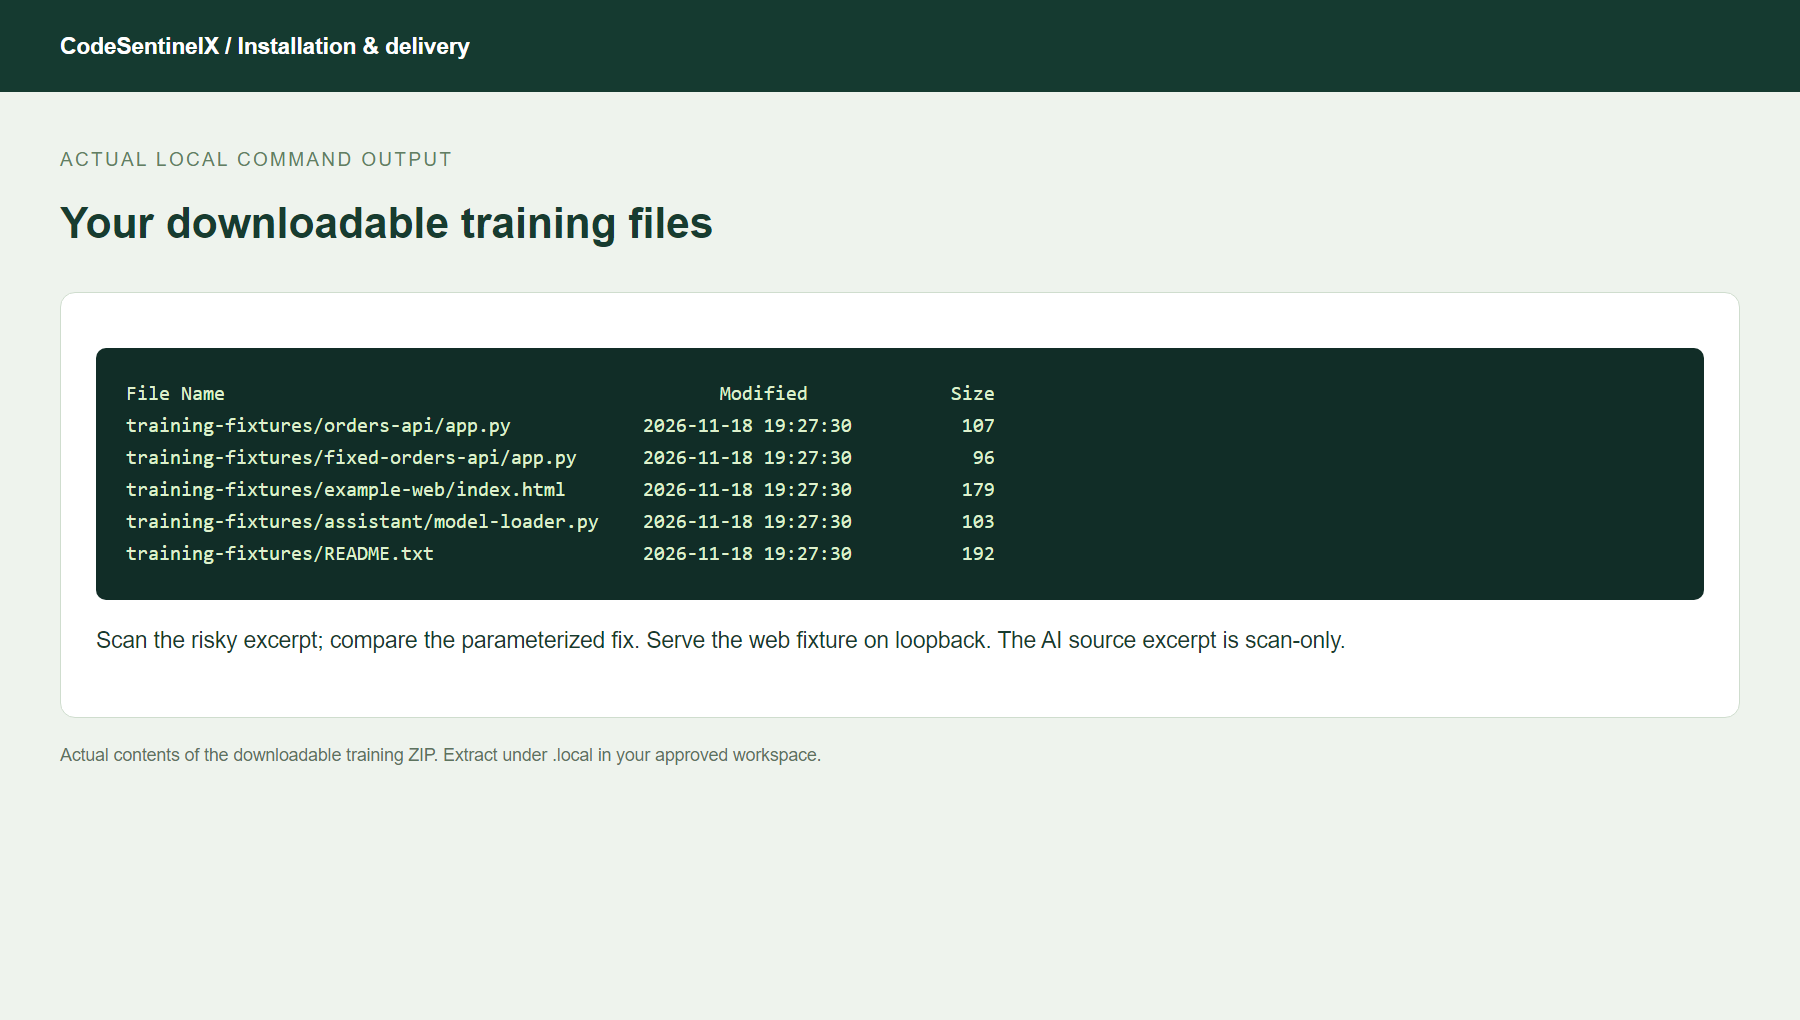 CodeSentinelX / Installation & delivery
ACTUAL LOCAL COMMAND OUTPUT
Your downloadable training files
File Name Modified Size
training-fixtures/orders-api/app.py 2026-11-18 19:27:30 107
training-fixtures/fixed-orders-api/app.py 2026-11-18 19:27:30 96
training-fixtures/example-web/index.html 2026-11-18 19:27:30 179
training-fixtures/assistant/model-loader.py 2026-11-18 19:27:30 103
training-fixtures/README.txt 2026-11-18 19:27:30 192
Scan the risky excerpt; compare the parameterized fix. Serve the web fixture on loopback. The AI source excerpt is scan-only.
Actual contents of the downloadable training ZIP. Extract under .local in your approved workspace.